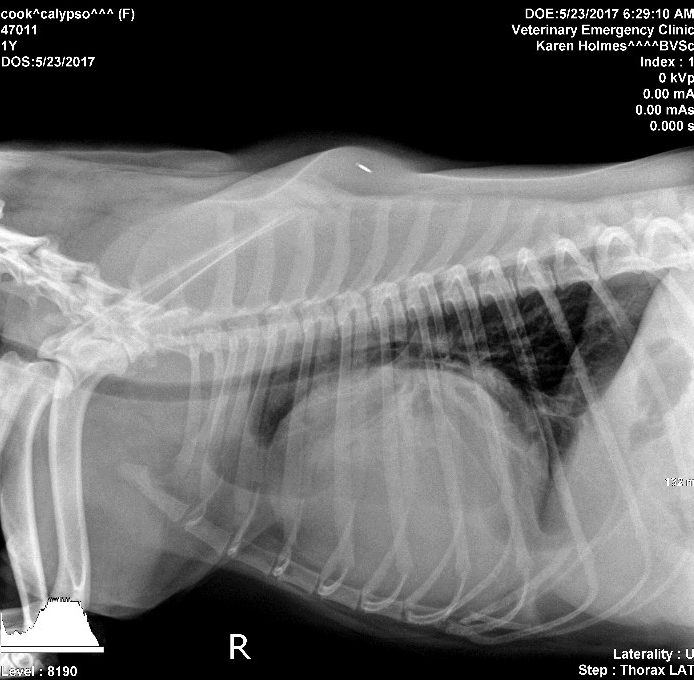 cook^calypso^^^ (F)
47011
1Y
DOS:5/23/2017
DOE:5/23/2017 6:29:10 AM
Veterinary Emergency Clinic
Karen Holmes^^^^BVSc
Index : 1
0 kVp
0.00 mA
0.00 mAs
0.000 s
R
Level : 8190
Laterality : U
Step : Thorax LAT